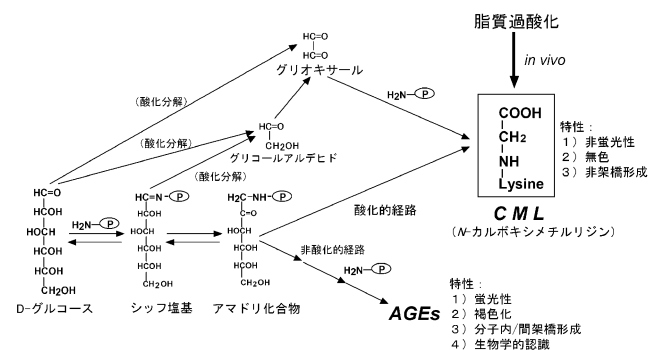 脂質過酸化
in vivo
HC=O
HC=O
グリオキサール
H2N-P
(酸化分解)
(酸化分解)
HC=O
CH2OH
グリコールアルデヒド
(酸化分解)
COOH
CH2
NH
Lysine
特性：
1）非蛍光性
2）無色
3）非架橋形成
CML
(N-カルボキシメチルリジン)
HC=O
HCOH
HOCH
HCOH
HCOH
CH2OH
D-グルコース
H2N-P
HC=N-P
HCOH
HOCH
HCOH
HCOH
CH2OH
シッフ塩基
H2C-NH-P
C=O
HOCH
HCOH
HCOH
CH2OH
アマドリ化合物
酸化的経路
非酸化的経路
H2N-P
AGEs
特性：
1）蛍光性
2）褐色化
3）分子内/間架橋形成
4）生物学的認識